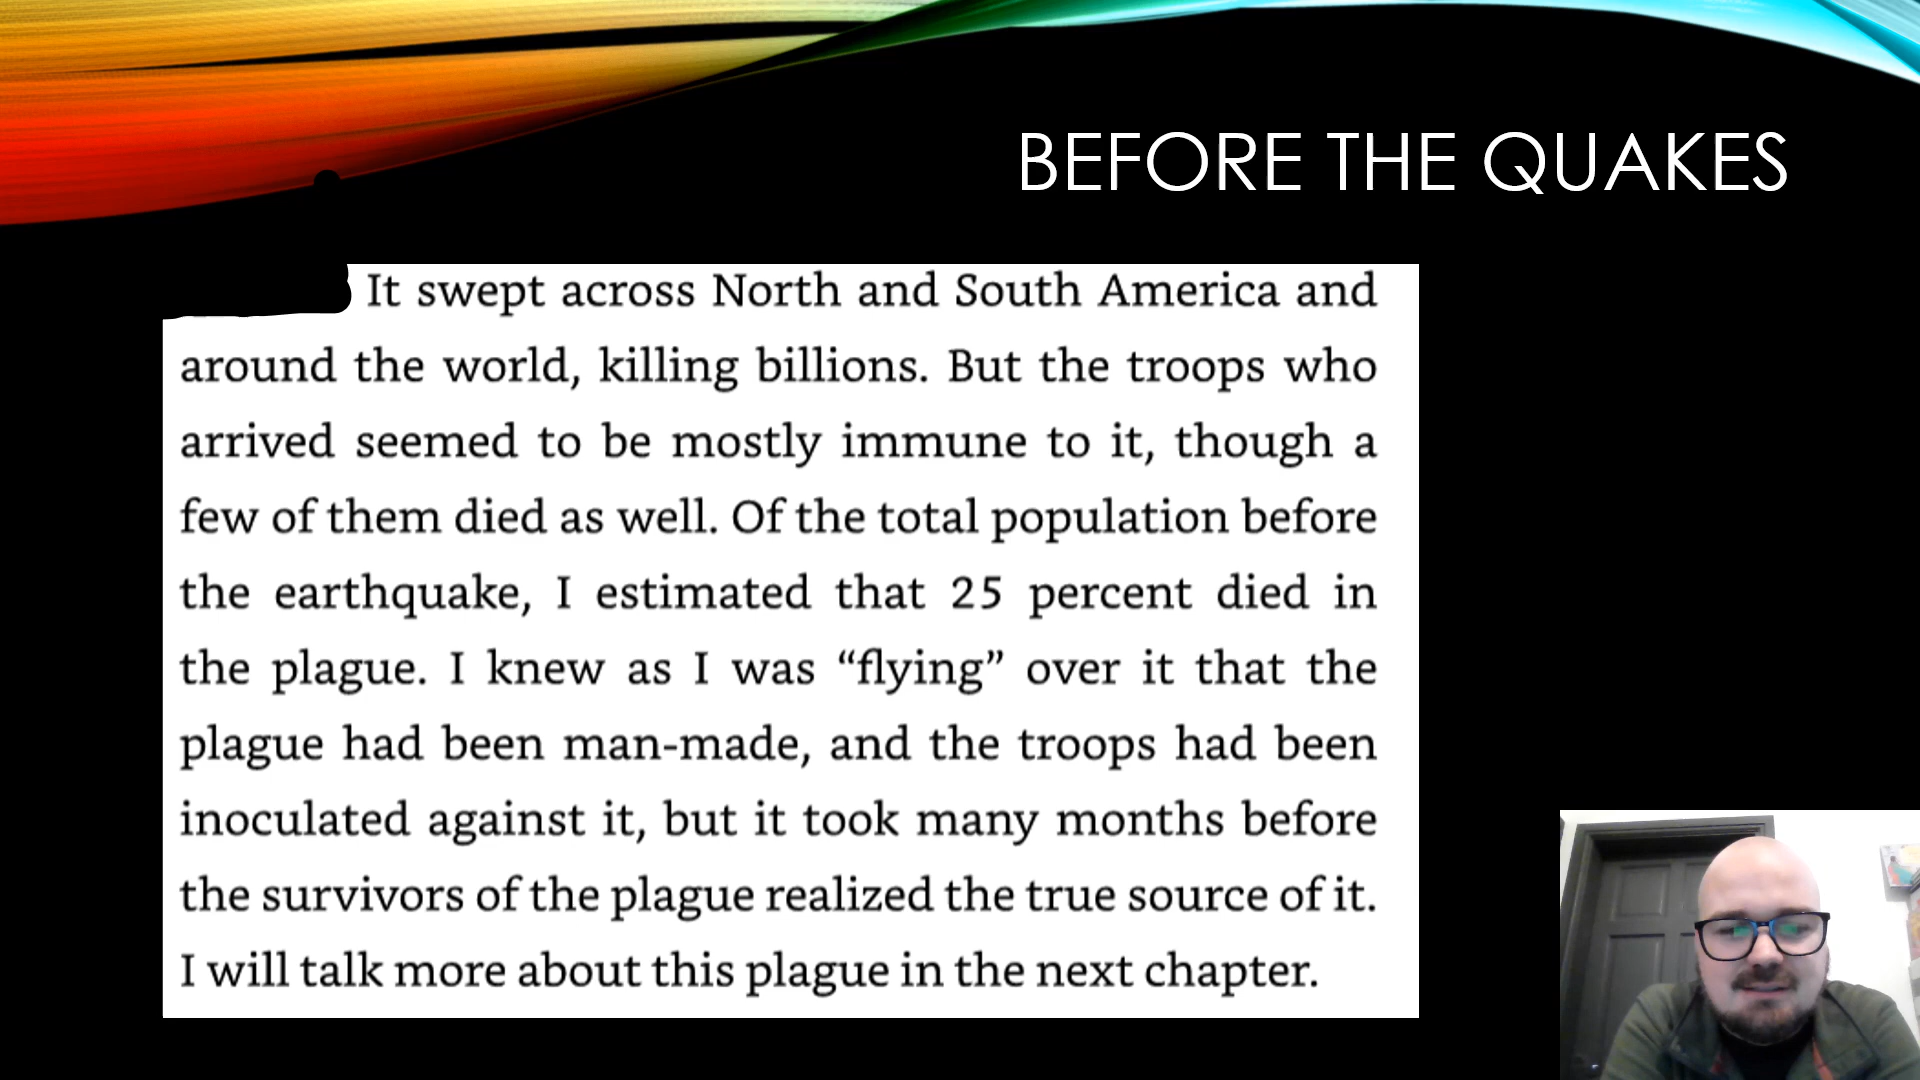 BEFORE THE QUAKES
It swept across North and South America and
around the world, killing billions. But the troops who
arrived seemed to be mostly immune to it, though a
few of them died as well. Of the total population before
the earthquake, I estimated that 25 percent died in
the plague. I knew as I was “flying” over it that the
plague had been man-made, and the troops had been
inoculated against it, but it took many months before
the survivors of the plague realized the true source of it.
I will talk more about this plague in the next chapter.